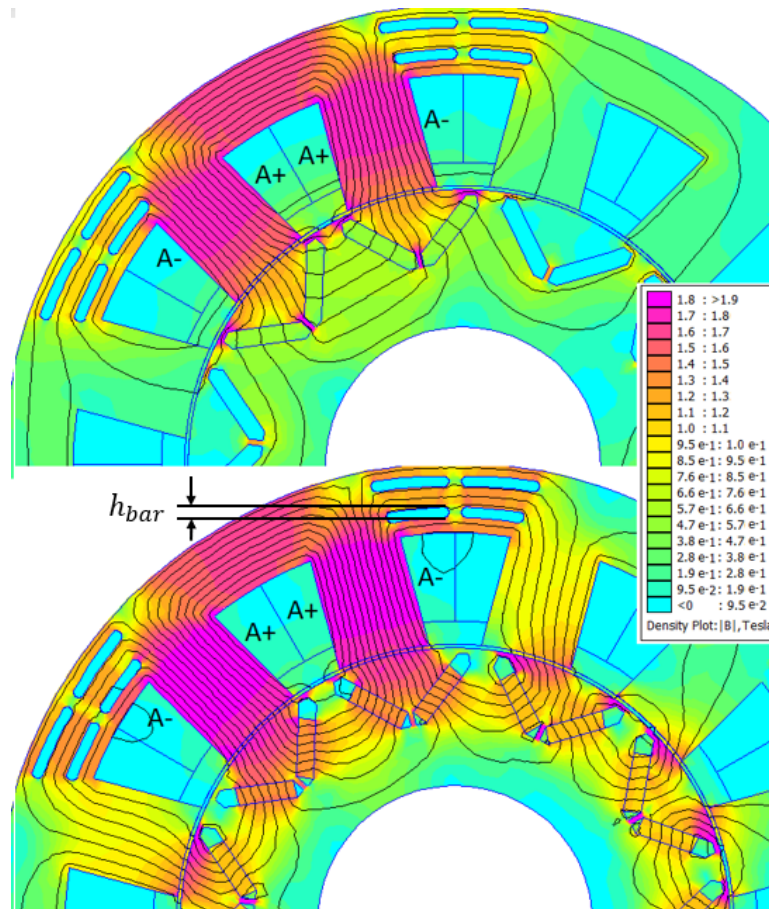 A-
A+
A+
A-
1.8 : >1.9
1.7 : 1.8
1.6 : 1.7
1.5 : 1.6
1.4 : 1.5
1.3 : 1.4
1.2 : 1.3
1.1 : 1.2
1.0 : 1.1
9.5 e-1: 1.0 e-1
8.5 e-1: 9.5 e-1
7.6 e-1: 8.5 e-1
6.6 e-1: 7.6 e-1
5.7 e-1: 6.6 e-1
4.7 e-1: 5.7 e-1
3.8 e-1: 4.7 e-1
2.8 e-1: 3.8 e-1
1.9 e-1: 2.8 e-1
9.5 e-2: 1.9 e-1
<0 : 9.5 e-2
Density Plot:|B|,Tesla
h_bar
A-
A+
A+
A-